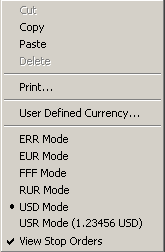 Cut
Copy
Paste
Delete
Print...
User Defined Currency...
ERR Mode
EUR Mode
FFF Mode
RUR Mode
USD Mode
USR Mode (1.23456 USD)
View Stop Orders